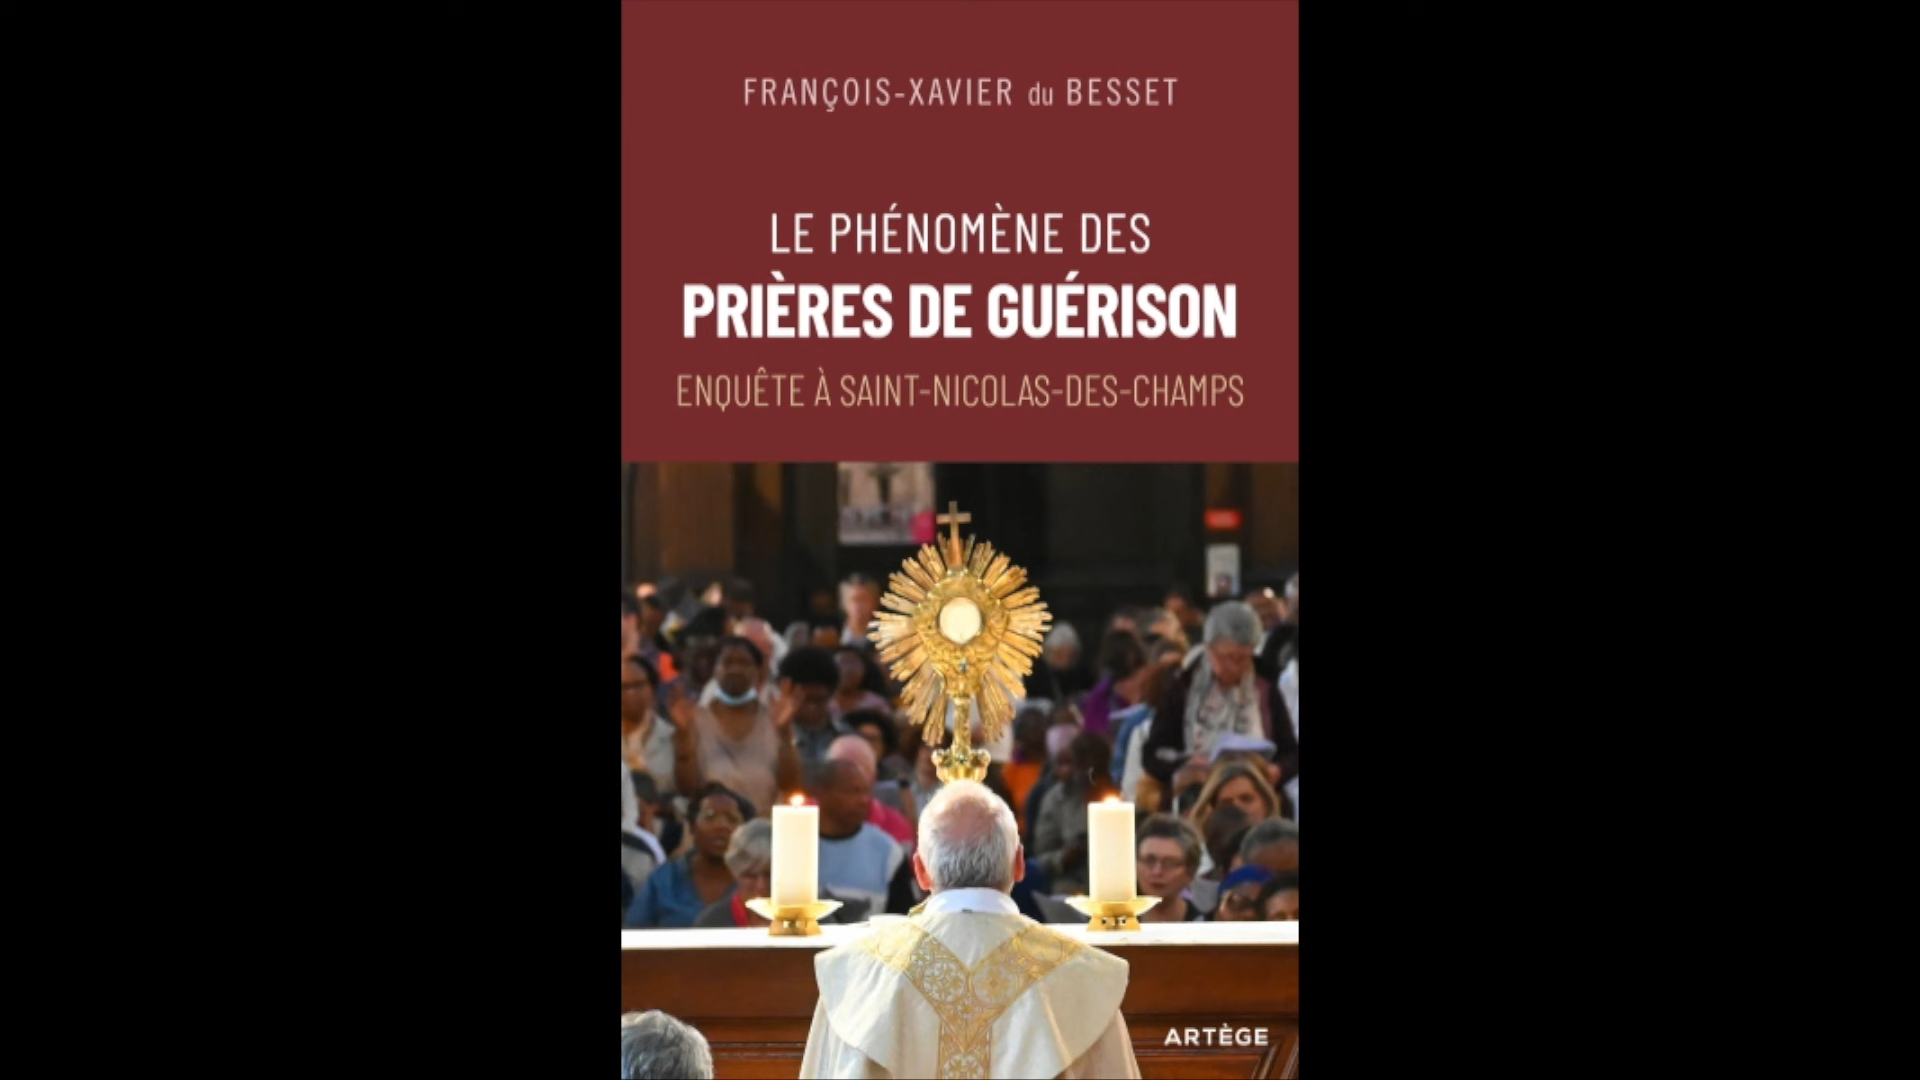 FRANÇOIS-XAVIER du BESSET
LE PHÉNOMÈNE DES
PRIÈRES DE GUÉRISON
ENQUÊTE À SAINT-NICOLAS-DES-CHAMPS
ARTÈGE